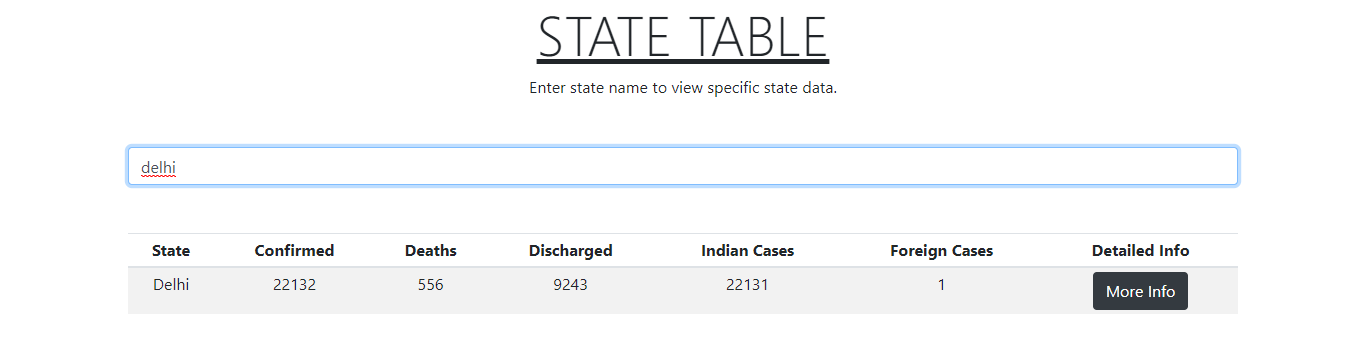 STATE TABLE
Enter state name to view specific state data.
delhi
State Confirmed Deaths Discharged Indian Cases Foreign Cases Detailed Info
Delhi 22132 556 9243 22131 1 More Info